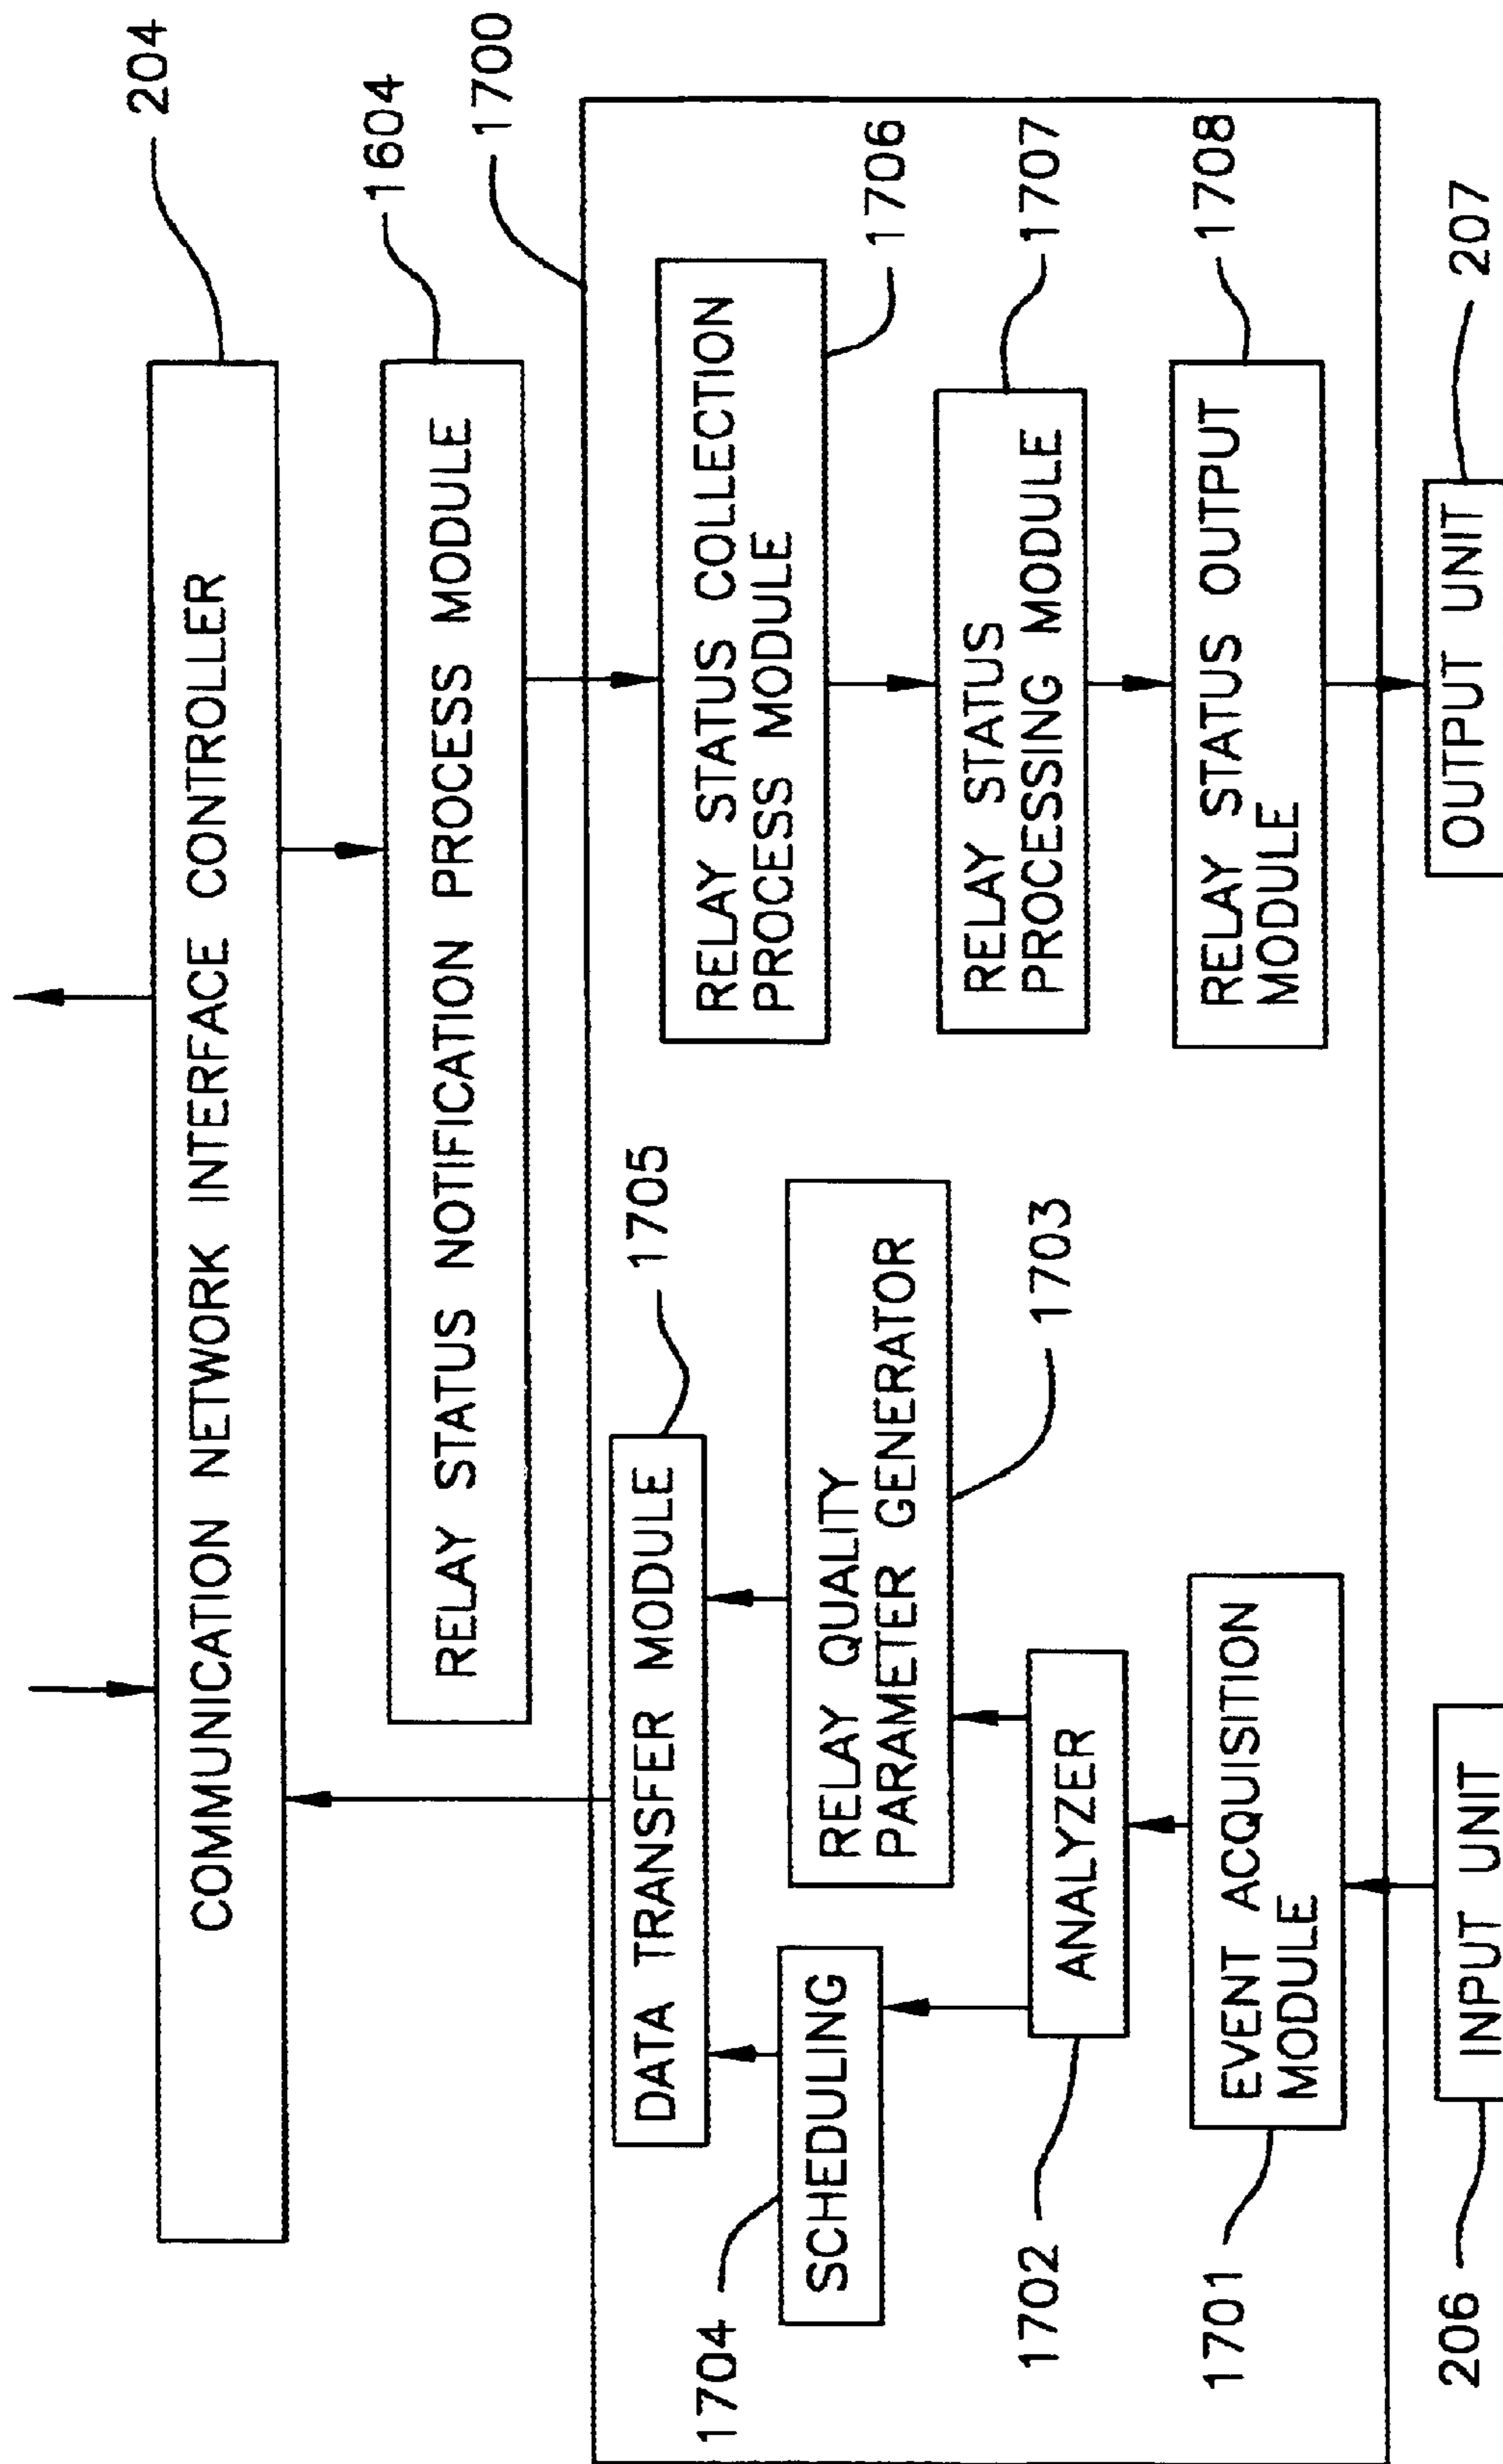 204
COMMUNICATION NETWORK INTERFACE CONTROLLER
1604
RELAY STATUS NOTIFICATION PROCESS MODULE
1700
1705
DATA TRANSFER MODULE
RELAY STATUS COLLECTION
PROCESS MODULE
1706
1704
SCHEDULING
RELAY QUALITY
PARAMETER GENERATOR
1703
RELAY STATUS
PROCESSING MODULE
1707
1702
ANALYZER
1701
EVENT ACQUISITION
MODULE
RELAY STATUS OUTPUT
MODULE
1708
206
INPUT UNIT
OUTPUT UNIT
207